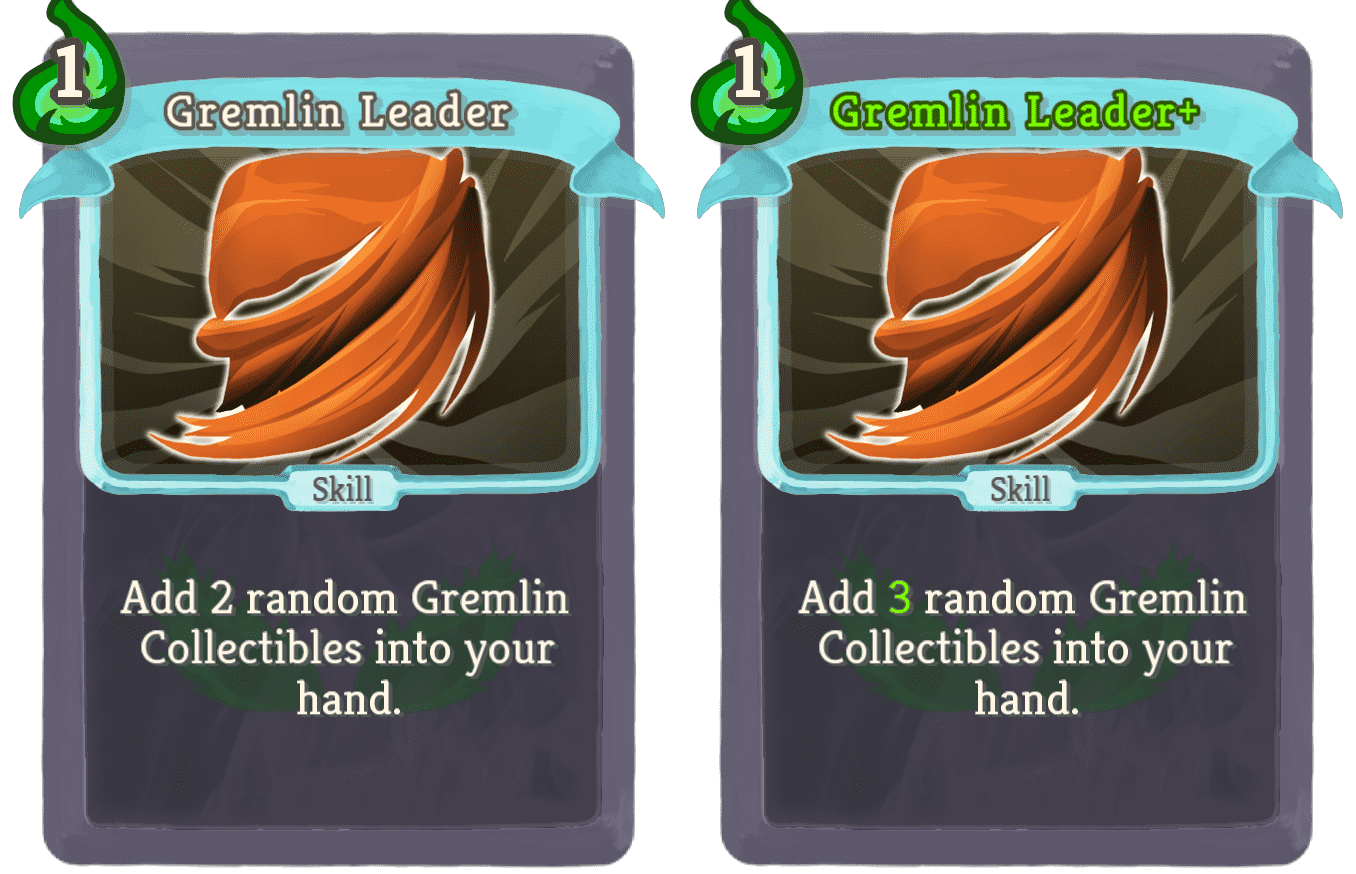 1
Gremlin Leader
Skill
Add 2 random Gremlin
Collectibles into your
hand.
1
Gremlin Leader+
Skill
Add 3 random Gremlin
Collectibles into your
hand.